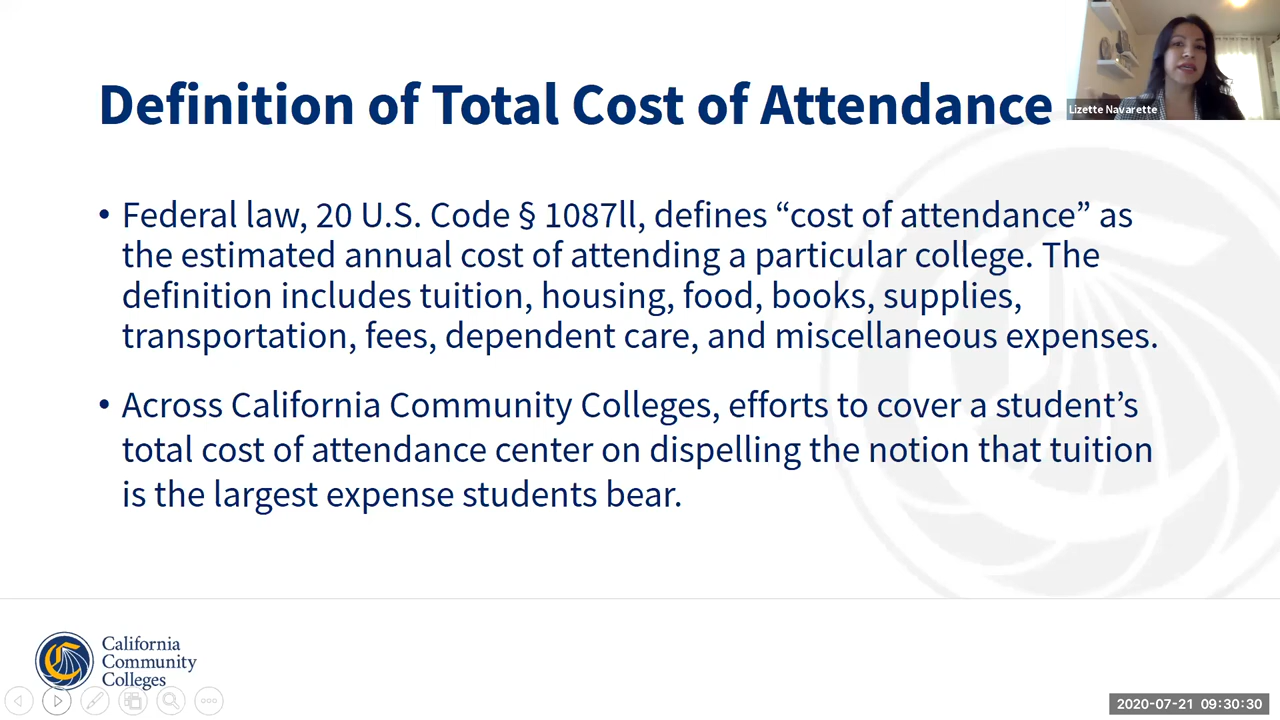 Definition of Total Cost of Attendance
Lizette Navarette
• Federal law, 20 U.S. Code § 1087ll, defines “cost of attendance” as
the estimated annual cost of attending a particular college. The
definition includes tuition, housing, food, books, supplies,
transportation, fees, dependent care, and miscellaneous expenses.
• Across California Community Colleges, efforts to cover a student’s
total cost of attendance center on dispelling the notion that tuition
is the largest expense students bear.
California
Community
Colleges
2020-07-21 09:30:30